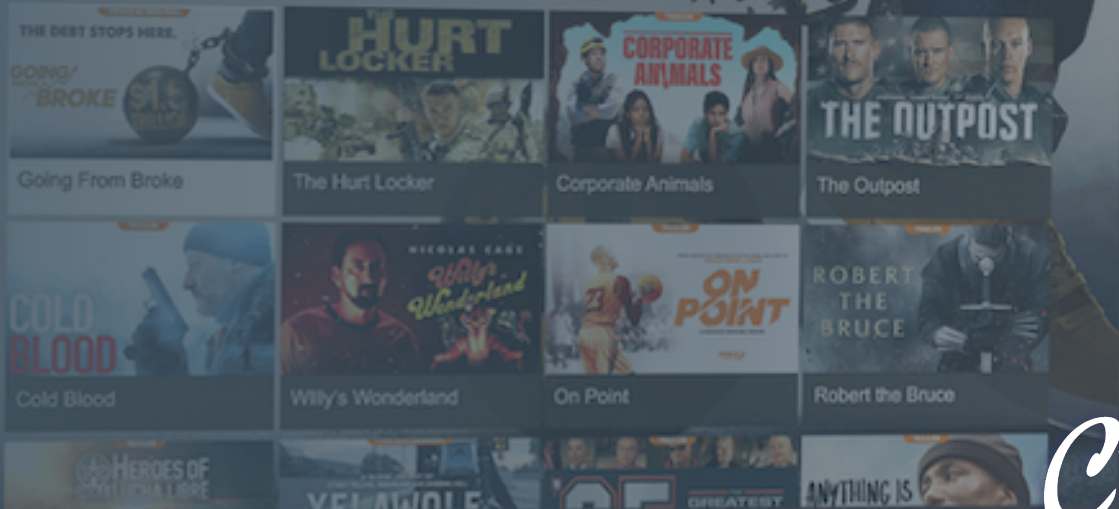 THE DEBT STOPS HERE.
GOING
BROKE
Going From Broke
THE
HURT
LOCKER
The Hurt Locker
CORPORATE
ANIMALS
Corporate Animals
THE OUTPOST
The Outpost
COLD
BLOOD
Cold Blood
NICOLAS CAGE
Willy's
Wonderland
Willy's Wonderland
23
ON
POINT
On Point
ROBERT
THE
BRUCE
Robert the Bruce
HEROES OF
LUCHA LIBRE
YELAWOLF
GREATEST
ANYTHING IS
C